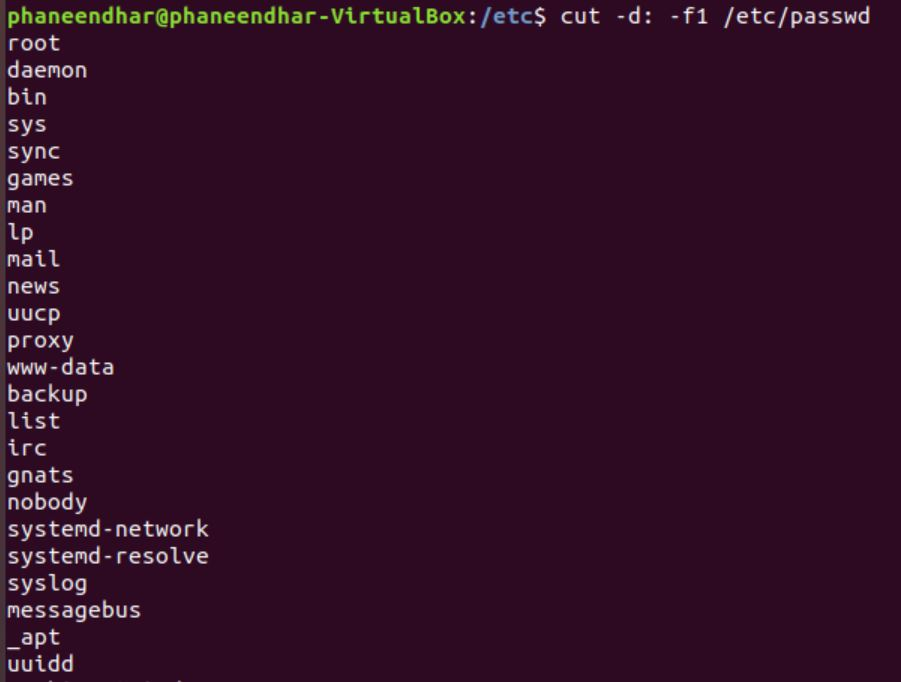 phaneendhar@phaneendhar-VirtualBox:/etc$ cut -d: -f1 /etc/passwd
root
daemon
bin
sys
sync
games
man
lp
mail
news
uucp
proxy
www-data
backup
list
irc
gnats
nobody
systemd-network
systemd-resolve
syslog
messagebus
_apt
uuidd